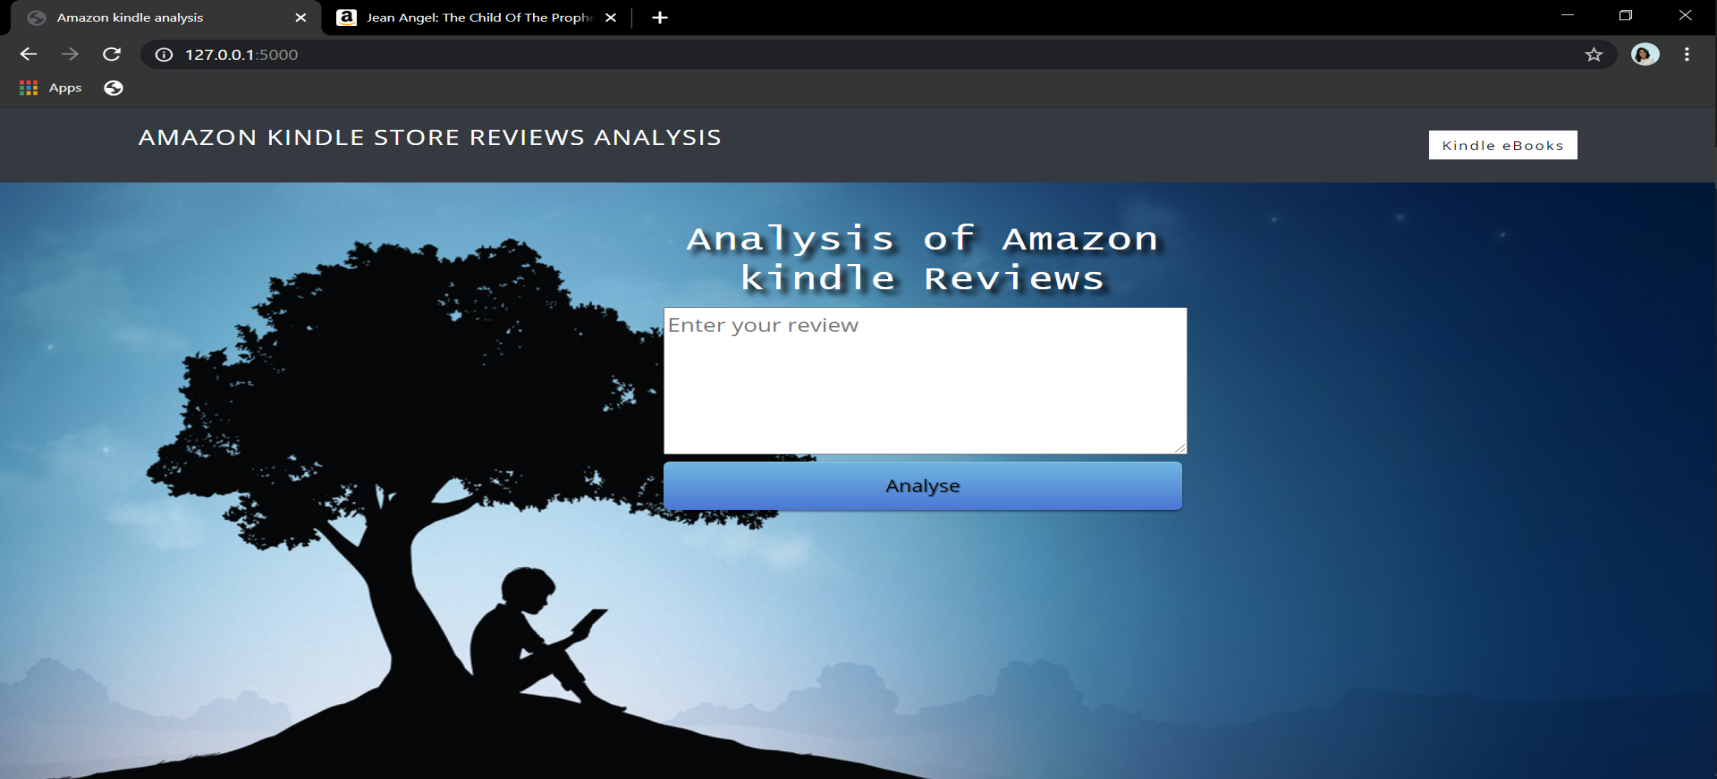 Amazon kindle analysis
Jean Angel: The Child Of The Proph
127.0.0.1:5000
Apps
AMAZON KINDLE STORE REVIEWS ANALYSIS
Kindle eBooks
Analysis of Amazon
kindle Reviews
Enter your review
Analyse